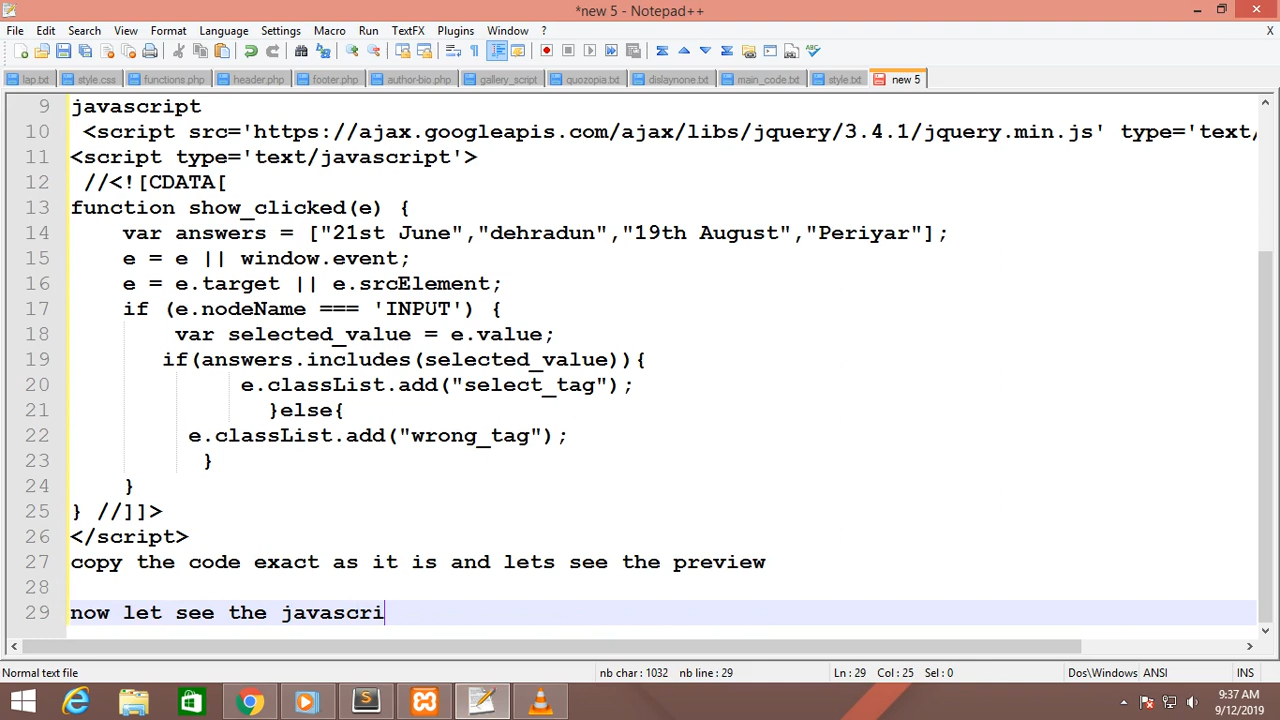 *new 5 - Notepad++
File Edit Search View Format Language Settings Macro Run TextFX Plugins Window ? X
lap.txt style.css functions.php header.php footer.php author-bio.php gallery_script quozopia.txt dislaynone.txt main_code.txt style.txt new 5
9 javascript
10 <script src='https://ajax.googleapis.com/ajax/libs/jquery/3.4.1/jquery.min.js' type='text/
11 <script type='text/javascript'>
12 //<![CDATA[
13 function show_clicked(e) {
14 var answers = ["21st June","dehradun","19th August","Periyar"];
15 e = e || window.event;
16 e = e.target || e.srcElement;
17 if (e.nodeName === 'INPUT') {
18 var selected_value = e.value;
19 if(answers.includes(selected_value)){
20 e.classList.add("select_tag");
21 }else{
22 e.classList.add("wrong_tag");
23 }
24 }
25 } //]]>
26 </script>
27 copy the code exact as it is and lets see the preview
28
29 now let see the javascri
Normal text file nb char : 1032 nb line : 29 Ln : 29 Col : 25 Sel : 0 Dos\Windows ANSI INS
9:37 AM
9/12/2019